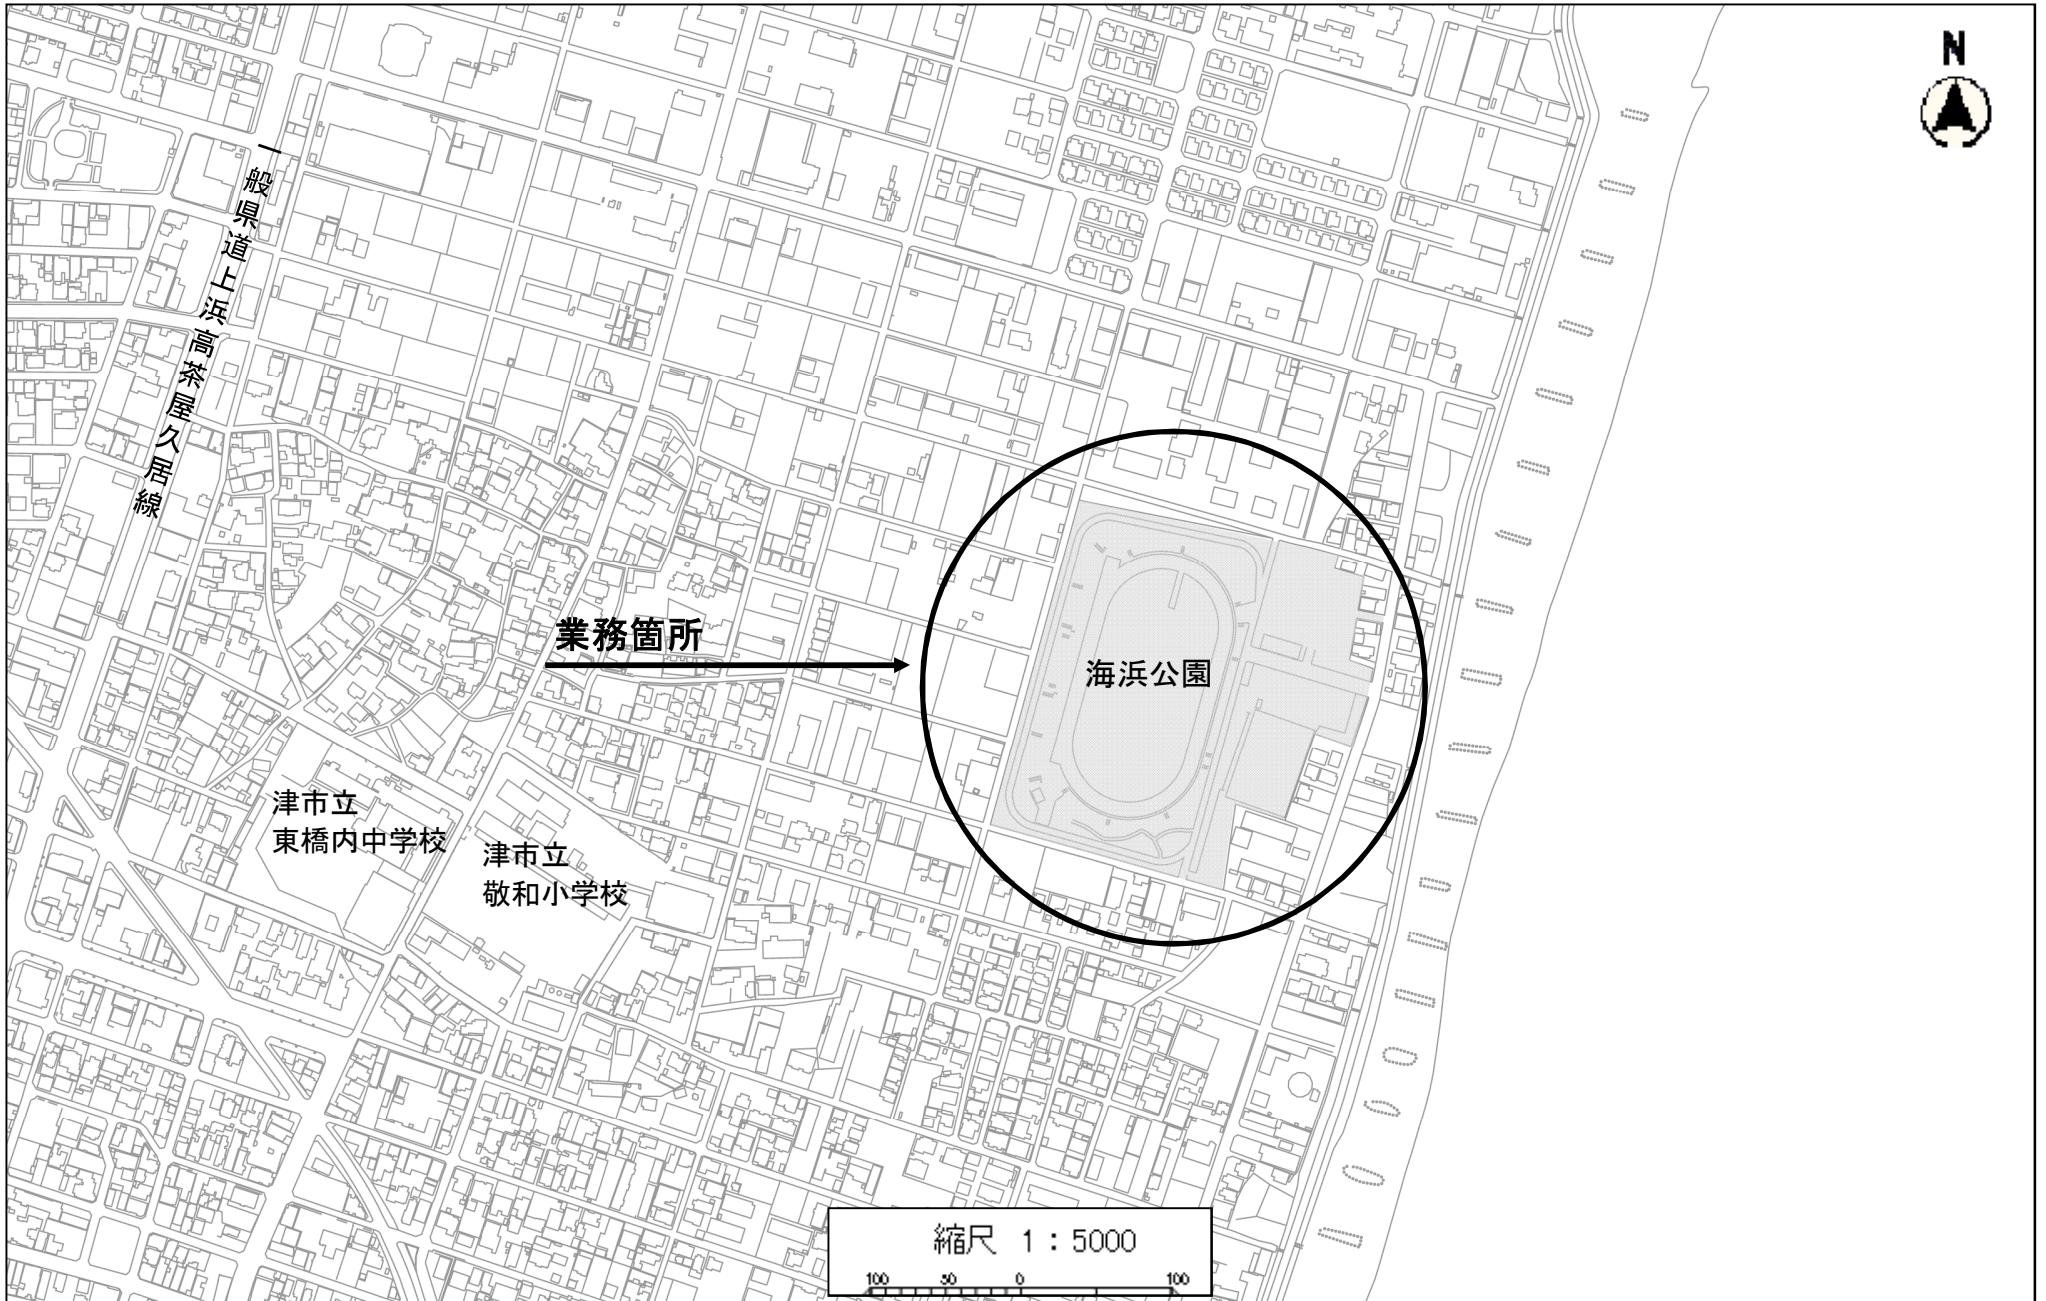 N
一般県道上浜高茶屋久居線
業務箇所
海浜公園
津市立
東橋内中学校
津市立
敬和小学校
縮尺 1：5000
100 50 0 100